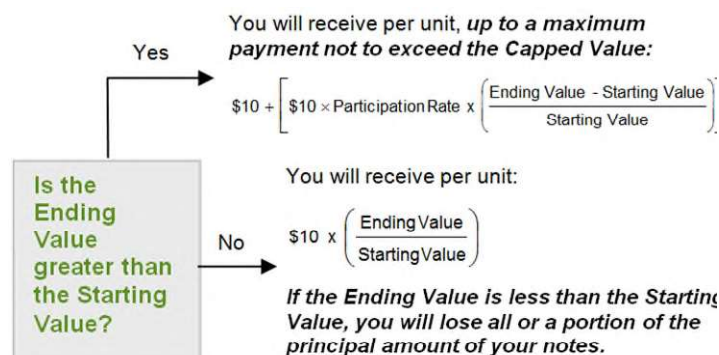 You will receive per unit, up to a maximum
payment not to exceed the Capped Value:
Yes
$10 + [ $10 × Participation Rate x ( Ending Value - Starting Value / Starting Value ) ]
Is the
Ending
Value
greater than
the Starting
Value?
You will receive per unit:
No
$10 x ( Ending Value / Starting Value )
If the Ending Value is less than the Starting
Value, you will lose all or a portion of the
principal amount of your notes.